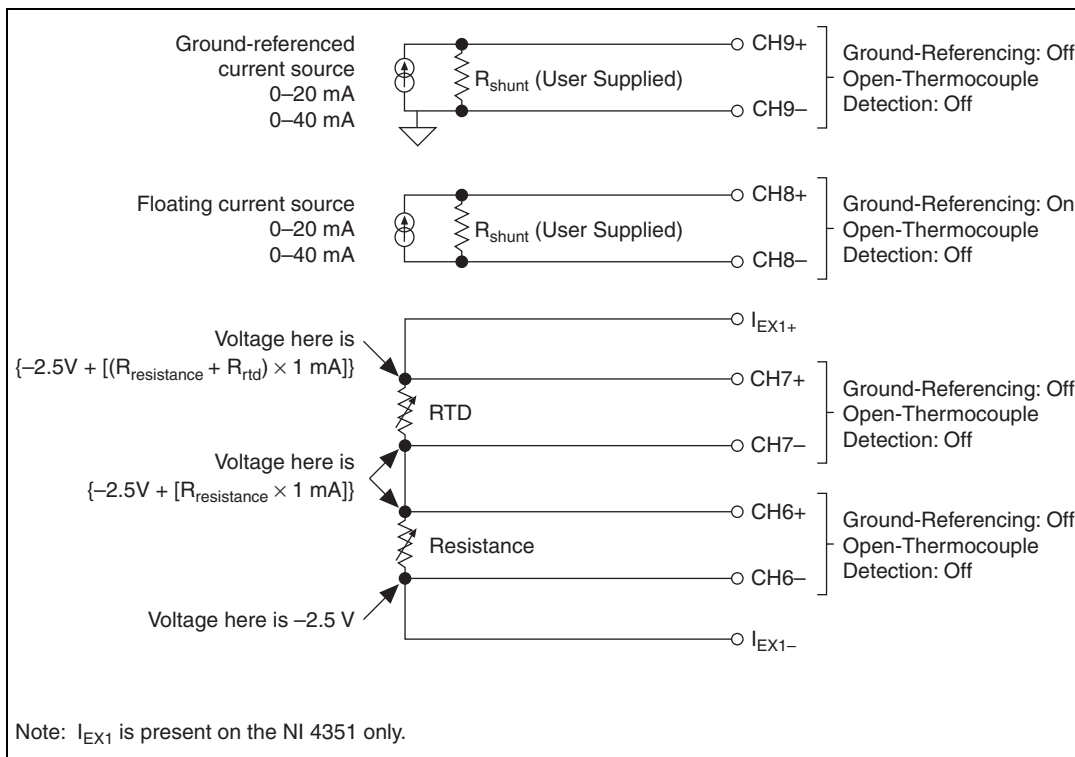 Ground-referenced
current source
0–20 mA
0–40 mA
R_shunt (User Supplied)
CH9+
CH9–
Ground-Referencing: Off
Open-Thermocouple
Detection: Off
Floating current source
0–20 mA
0–40 mA
R_shunt (User Supplied)
CH8+
CH8–
Ground-Referencing: On
Open-Thermocouple
Detection: Off
I_EX1+
Voltage here is
{–2.5V + [(R_resistance + R_rtd) × 1 mA]}
RTD
CH7+
CH7–
Ground-Referencing: Off
Open-Thermocouple
Detection: Off
Voltage here is
{–2.5V + [R_resistance × 1 mA]}
Resistance
CH6+
CH6–
Ground-Referencing: Off
Open-Thermocouple
Detection: Off
Voltage here is –2.5 V
I_EX1–
Note: I_EX1 is present on the NI 4351 only.